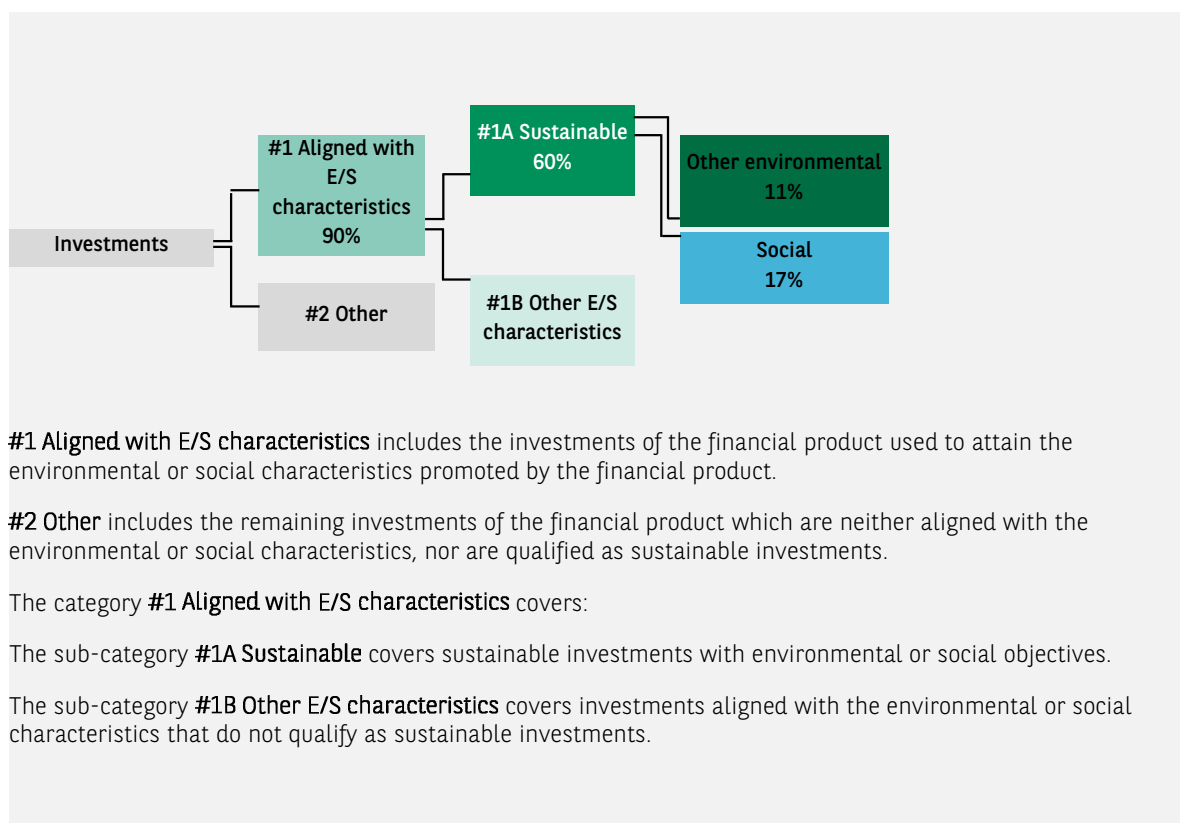 #1A Sustainable
60%
#1 Aligned with
E/S
characteristics
90%
Other environmental
11%
Investments
Social
17%
#2 Other
#1B Other E/S
characteristics
#1 Aligned with E/S characteristics includes the investments of the financial product used to attain the
environmental or social characteristics promoted by the financial product.
#2 Other includes the remaining investments of the financial product which are neither aligned with the
environmental or social characteristics, nor are qualified as sustainable investments.
The category #1 Aligned with E/S characteristics covers:
The sub-category #1A Sustainable covers sustainable investments with environmental or social objectives.
The sub-category #1B Other E/S characteristics covers investments aligned with the environmental or social
characteristics that do not qualify as sustainable investments.